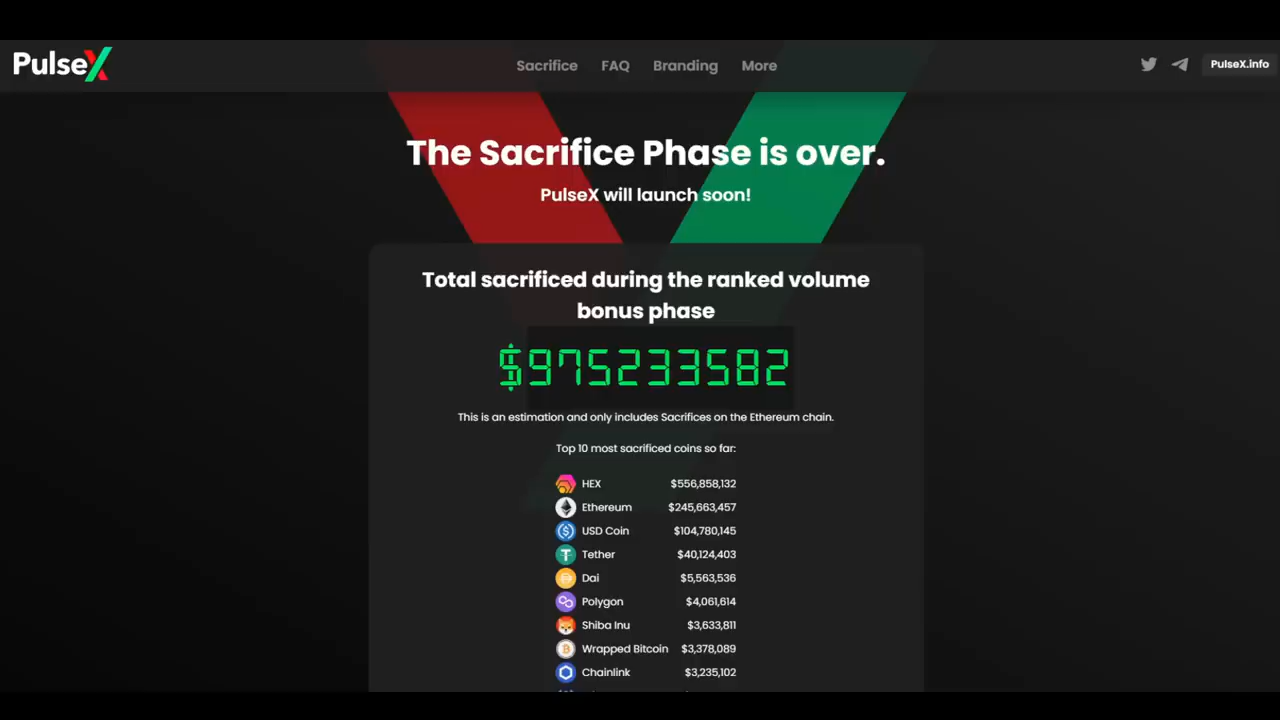 PulseX
Sacrifice FAQ Branding More
PulseX.info
The Sacrifice Phase is over.
PulseX will launch soon!
Total sacrificed during the ranked volume
bonus phase
$975233582
This is an estimation and only includes Sacrifices on the Ethereum chain.
Top 10 most sacrificed coins so far:
HEX $556,858,132
Ethereum $245,663,457
USD Coin $104,780,145
Tether $40,124,403
Dai $5,563,536
Polygon $4,061,614
Shiba Inu $3,633,811
Wrapped Bitcoin $3,378,089
Chainlink $3,235,102